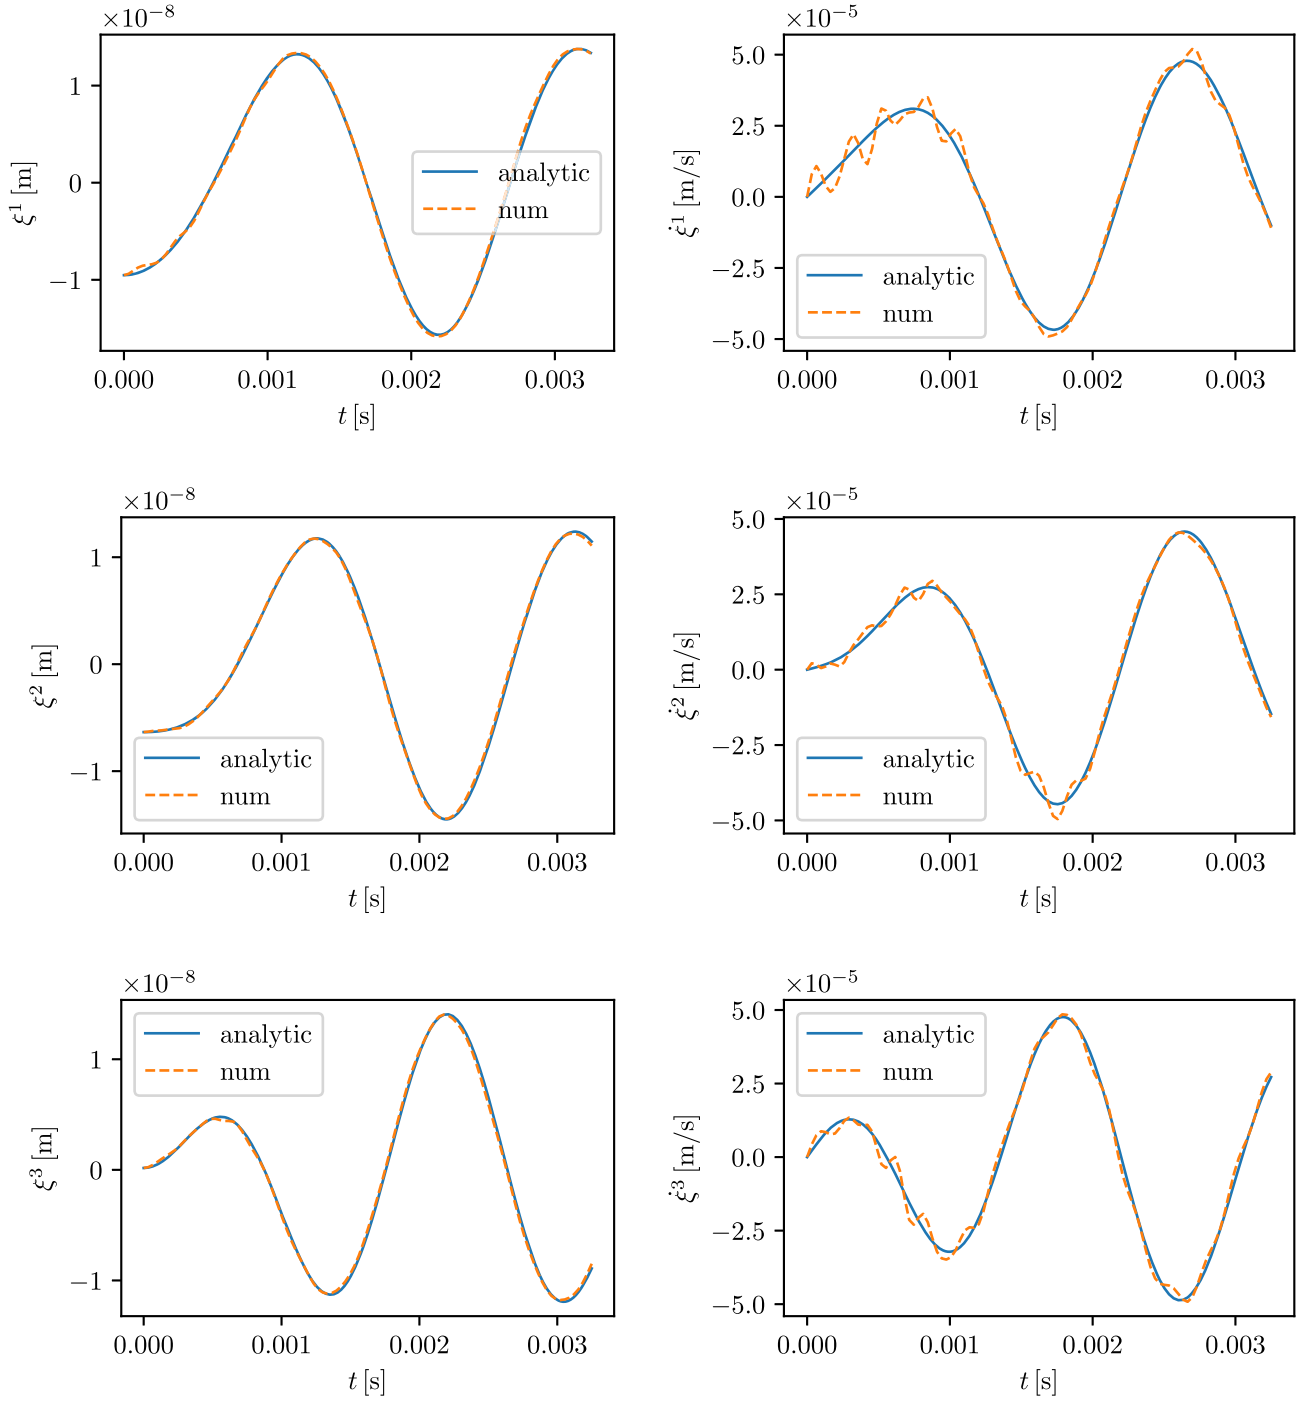 ×10⁻⁸
ξ¹ [m]
1
0
−1
analytic
num
0.000 0.001 0.002 0.003
t [s]
×10⁻⁵
ξ̇¹ [m/s]
5.0
2.5
0.0
−2.5
−5.0
analytic
num
0.000 0.001 0.002 0.003
t [s]
×10⁻⁸
ξ² [m]
1
0
−1
analytic
num
0.000 0.001 0.002 0.003
t [s]
×10⁻⁵
ξ̇² [m/s]
5.0
2.5
0.0
−2.5
−5.0
analytic
num
0.000 0.001 0.002 0.003
t [s]
×10⁻⁸
ξ³ [m]
1
0
−1
analytic
num
0.000 0.001 0.002 0.003
t [s]
×10⁻⁵
ξ̇³ [m/s]
5.0
2.5
0.0
−2.5
−5.0
analytic
num
0.000 0.001 0.002 0.003
t [s]